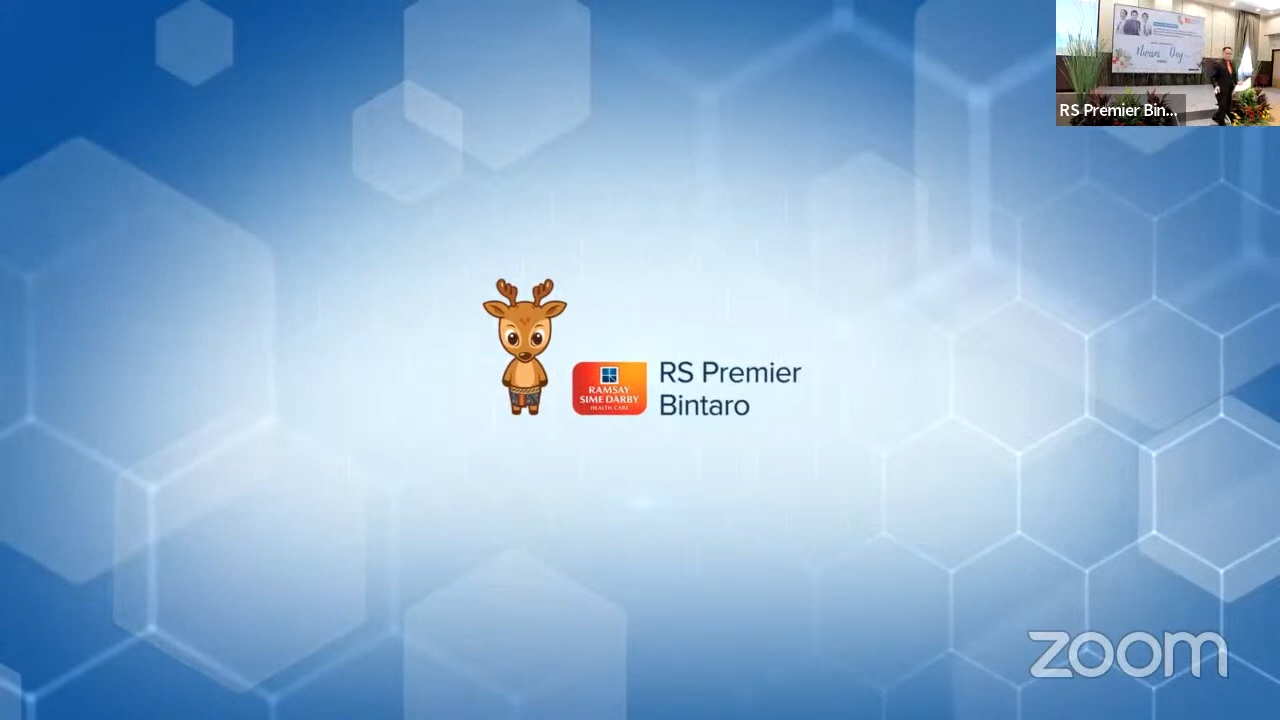 RS Premier Bin...
RAMSAY
SIME DARBY
HEALTH CARE
RS Premier
Bintaro
zoom